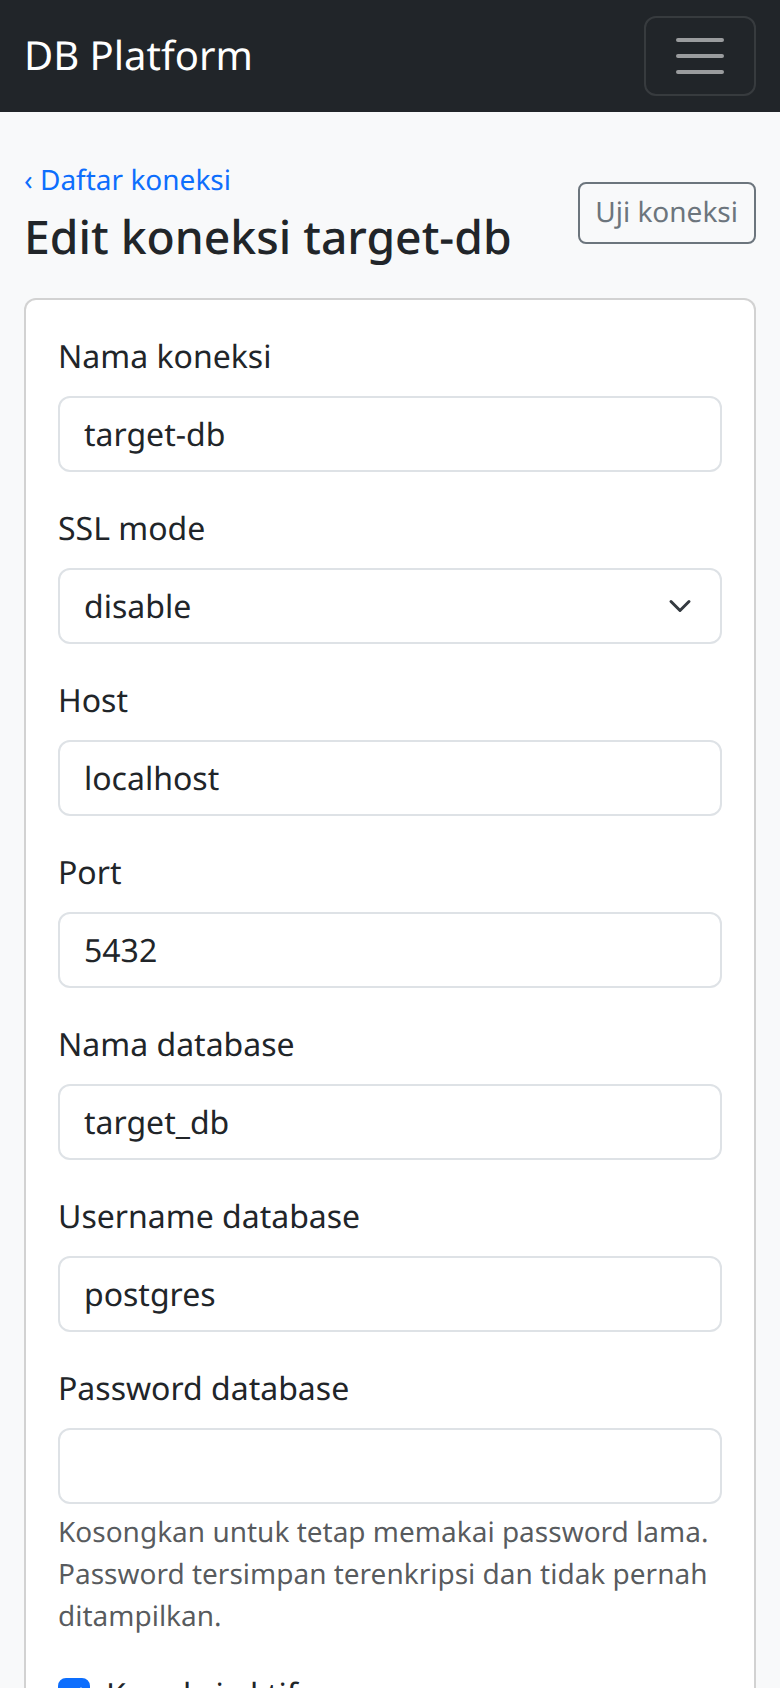 DB Platform
‹ Daftar koneksi
Edit koneksi target-db
Uji koneksi
Nama koneksi
target-db
SSL mode
disable
Host
localhost
Port
5432
Nama database
target_db
Username database
postgres
Password database
Kosongkan untuk tetap memakai password lama.
Password tersimpan terenkripsi dan tidak pernah
ditampilkan.